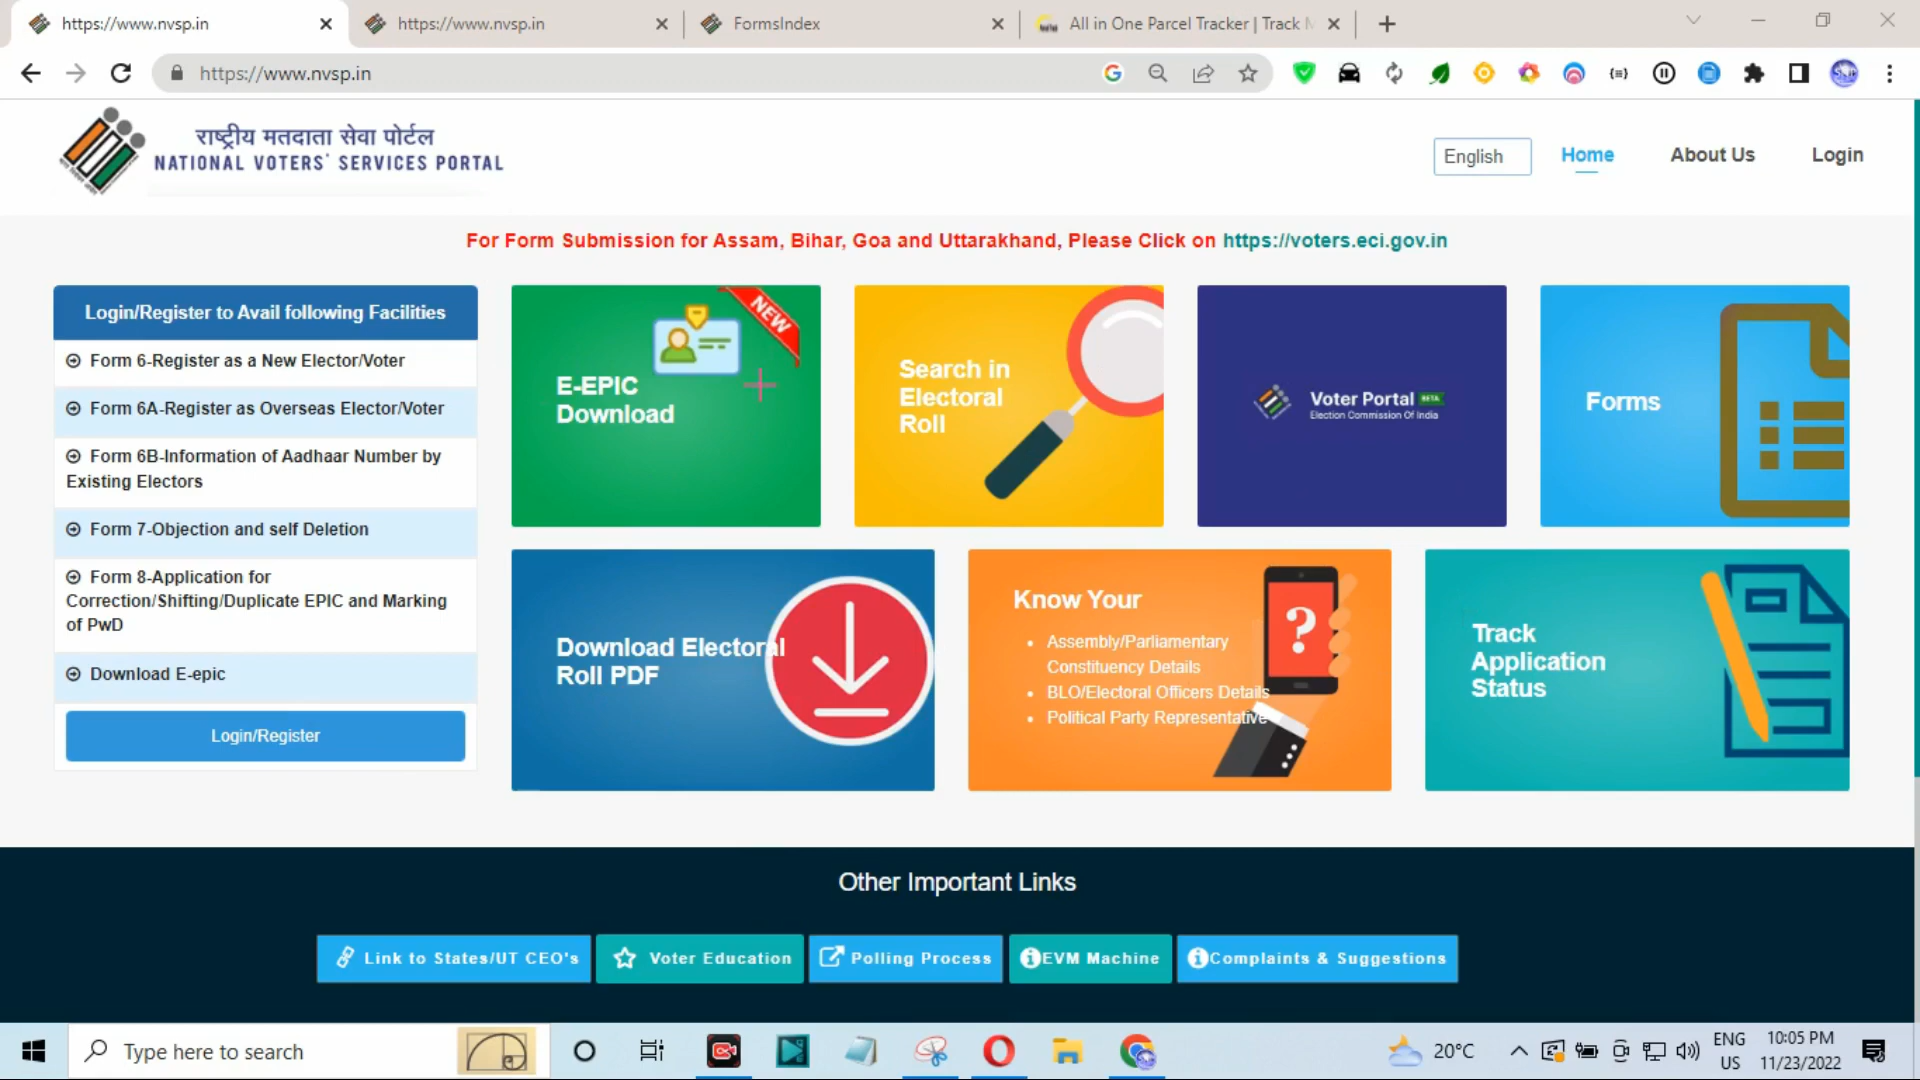 https://www.nvsp.in
https://www.nvsp.in
FormsIndex
All in One Parcel Tracker | Track
https://www.nvsp.in
राष्ट्रीय मतदाता सेवा पोर्टल
NATIONAL VOTERS' SERVICES PORTAL
English
Home
About Us
Login
For Form Submission for Assam, Bihar, Goa and Uttarakhand, Please Click on https://voters.eci.gov.in
Login/Register to Avail following Facilities
Form 6-Register as a New Elector/Voter
Form 6A-Register as Overseas Elector/Voter
Form 6B-Information of Aadhaar Number by
Existing Electors
Form 7-Objection and self Deletion
Form 8-Application for
Correction/Shifting/Duplicate EPIC and Marking
of PwD
Download E-epic
Login/Register
NEW
E-EPIC
Download
Search in
Electoral
Roll
Voter Portal BETA
Election Commission Of India
Forms
Download Electoral
Roll PDF
Know Your
Assembly/Parliamentary
Constituency Details
BLO/Electoral Officers Details
Political Party Representative
?
Track
Application
Status
Other Important Links
Link to States/UT CEO's
Voter Education
Polling Process
EVM Machine
Complaints & Suggestions
Type here to search
20°C
ENG
US
10:05 PM
11/23/2022